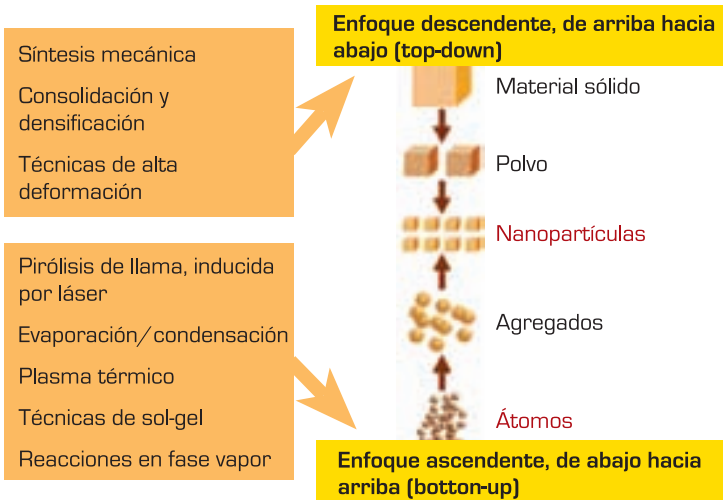 Enfoque descendente, de arriba hacia
abajo (top-down)
Síntesis mecánica
Consolidación y
densificación
Técnicas de alta
deformación
Material sólido
Polvo
Nanopartículas
Agregados
Átomos
Pirólisis de llama, inducida
por láser
Evaporación/condensación
Plasma térmico
Técnicas de sol-gel
Reacciones en fase vapor
Enfoque ascendente, de abajo hacia
arriba (botton-up)